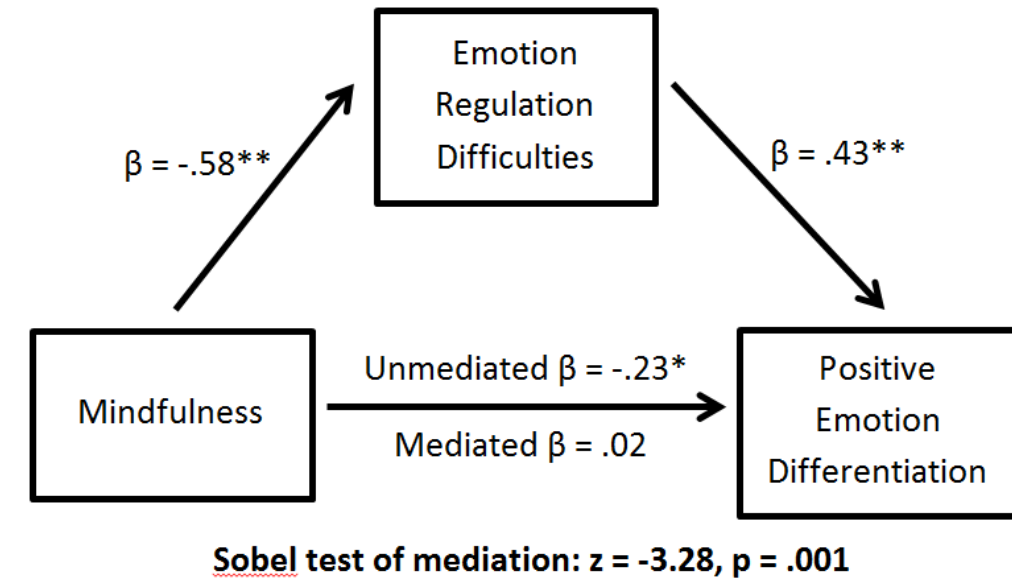 Emotion
Regulation
Difficulties
β = -.58**
β = .43**
Mindfulness
Unmediated β = -.23*
Mediated β = .02
Positive
Emotion
Differentiation
Sobel test of mediation: z = -3.28, p = .001